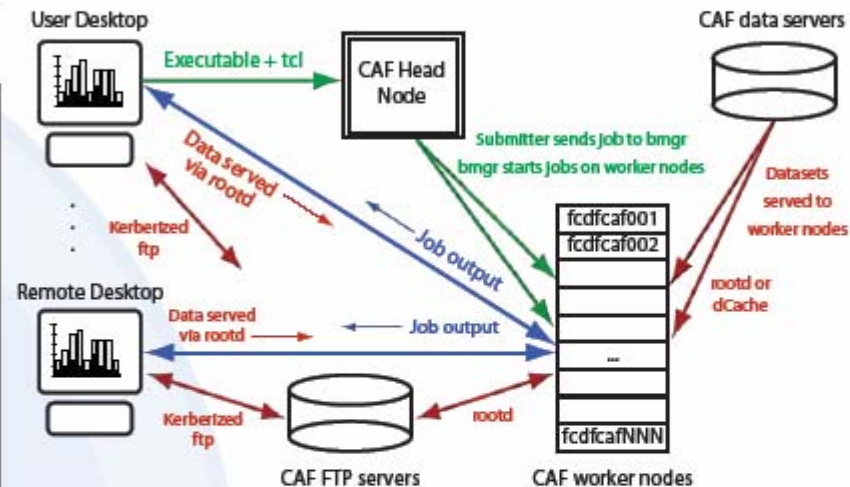 User Desktop
CAF data servers
Executable + tcl
CAF Head
Node
Submitter sends job to bmgr
bmgr starts jobs on worker nodes
Data served
via rootd
Datasets
served to
worker nodes
fcdfcaf001
fcdfcaf002
Kerberized
ftp
Job output
rootd or
dCache
Remote Desktop
Data served
via rootd
Job output
...
Kerberized
ftp
rootd
fcdfcafNNN
CAF FTP servers
CAF worker nodes